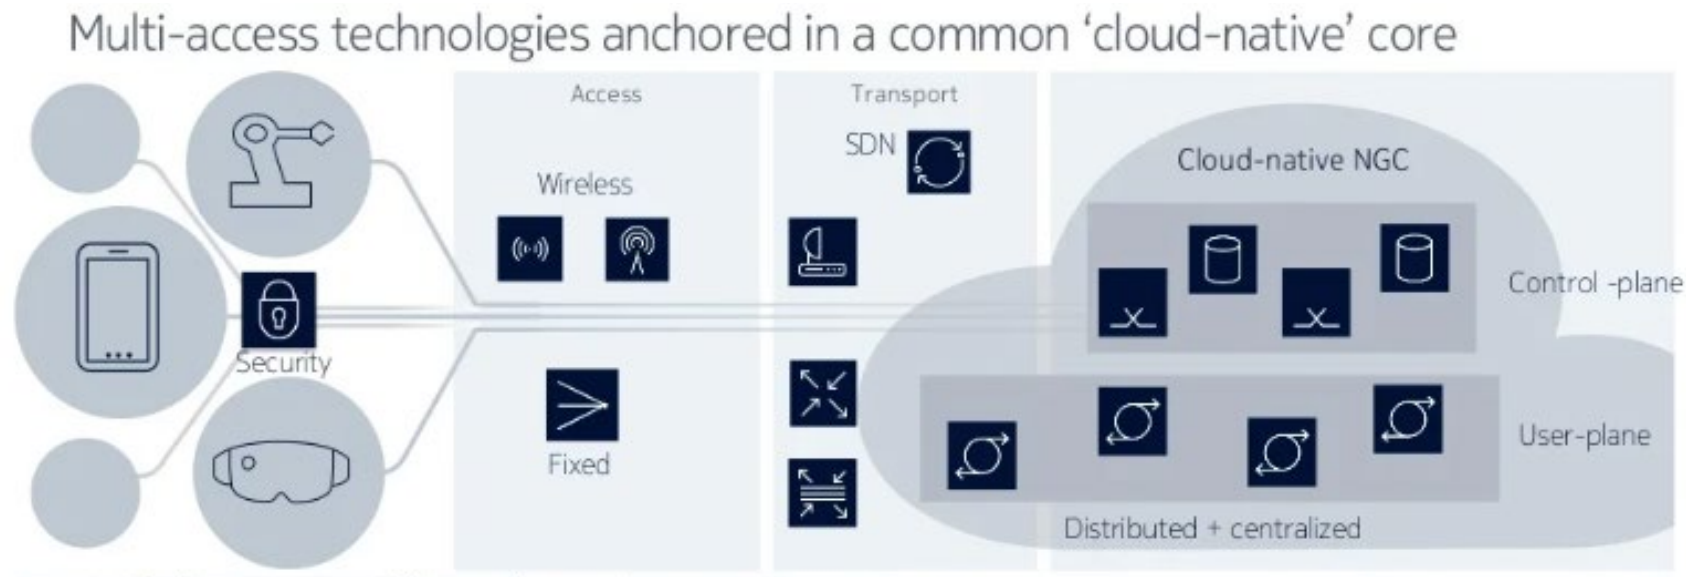 Multi-access technologies anchored in a common ‘cloud-native’ core
Access
Transport
SDN
Wireless
Cloud-native NGC
Control -plane
Security
Fixed
User-plane
Distributed + centralized